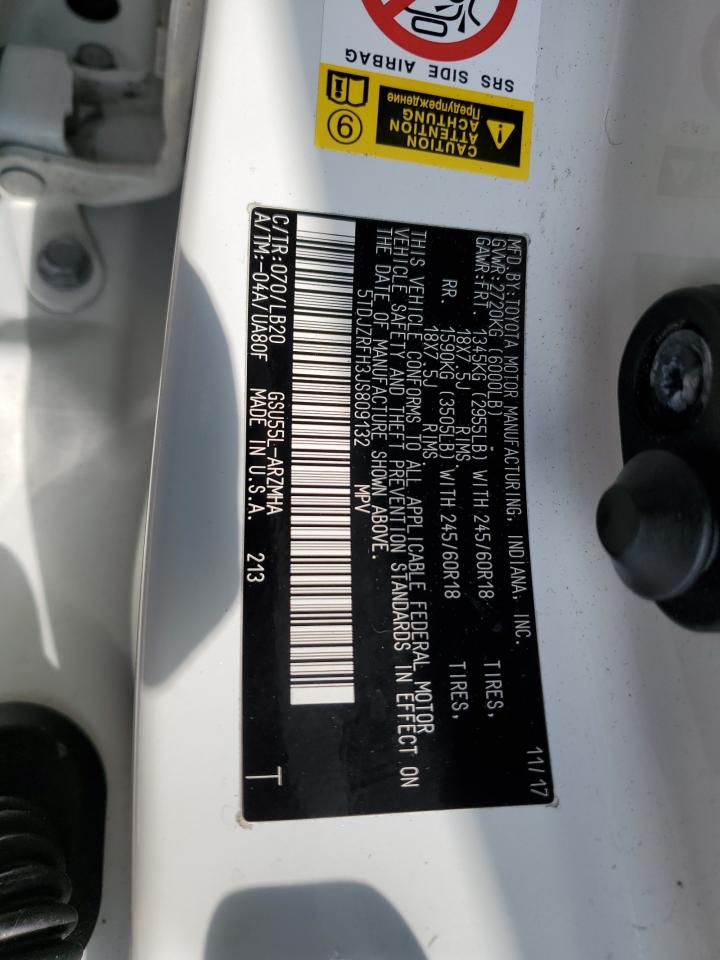 SRS SIDE AIRBAG
CAUTION
ATTENTION
ACHTUNG
Предупреждение
MFD.BY:TOYOTA MOTOR MANUFACTURING, INDIANA, INC. 11/17
GVWR:2720KG (6000LB)
GAWR:FRT. 1345KG (2955LB) WITH 245/60R18 TIRES,
18X7.5J RIMS.
RR. 1590KG (3505LB) WITH 245/60R18 TIRES,
18X7.5J RIMS.
THIS VEHICLE CONFORMS TO ALL APPLICABLE FEDERAL MOTOR
VEHICLE SAFETY AND THEFT PREVENTION STANDARDS IN EFFECT ON
THE DATE OF MANUFACTURE SHOWN ABOVE.
5TDJZRFH3JS809132 MPV
C/TR:070/LB20 GSU55L-ARZMHA
A/TM:-04A/UA80F MADE IN U.S.A. 213 T